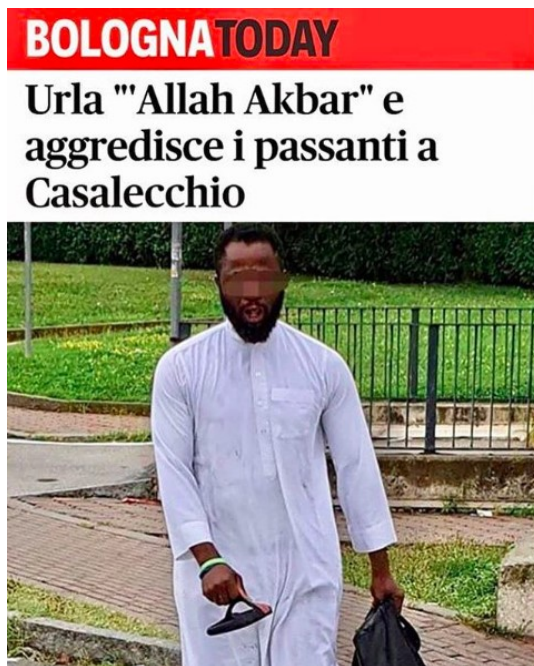 BOLOGNATODAY
Urla "'Allah Akbar" e
aggredisce i passanti a
Casalecchio